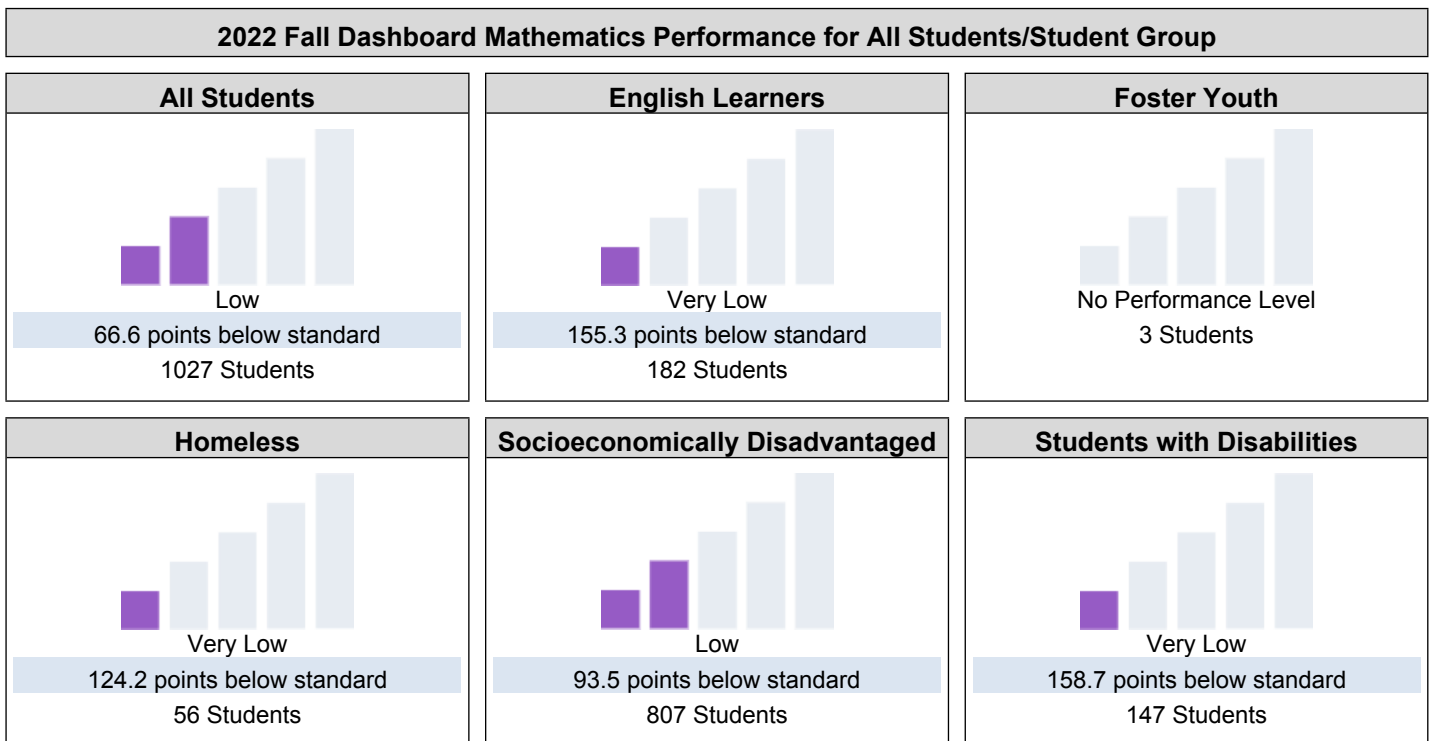 2022 Fall Dashboard Mathematics Performance for All Students/Student Group
All Students
Low
66.6 points below standard
1027 Students
English Learners
Very Low
155.3 points below standard
182 Students
Foster Youth
No Performance Level
3 Students
Homeless
Very Low
124.2 points below standard
56 Students
Socioeconomically Disadvantaged
Low
93.5 points below standard
807 Students
Students with Disabilities
Very Low
158.7 points below standard
147 Students